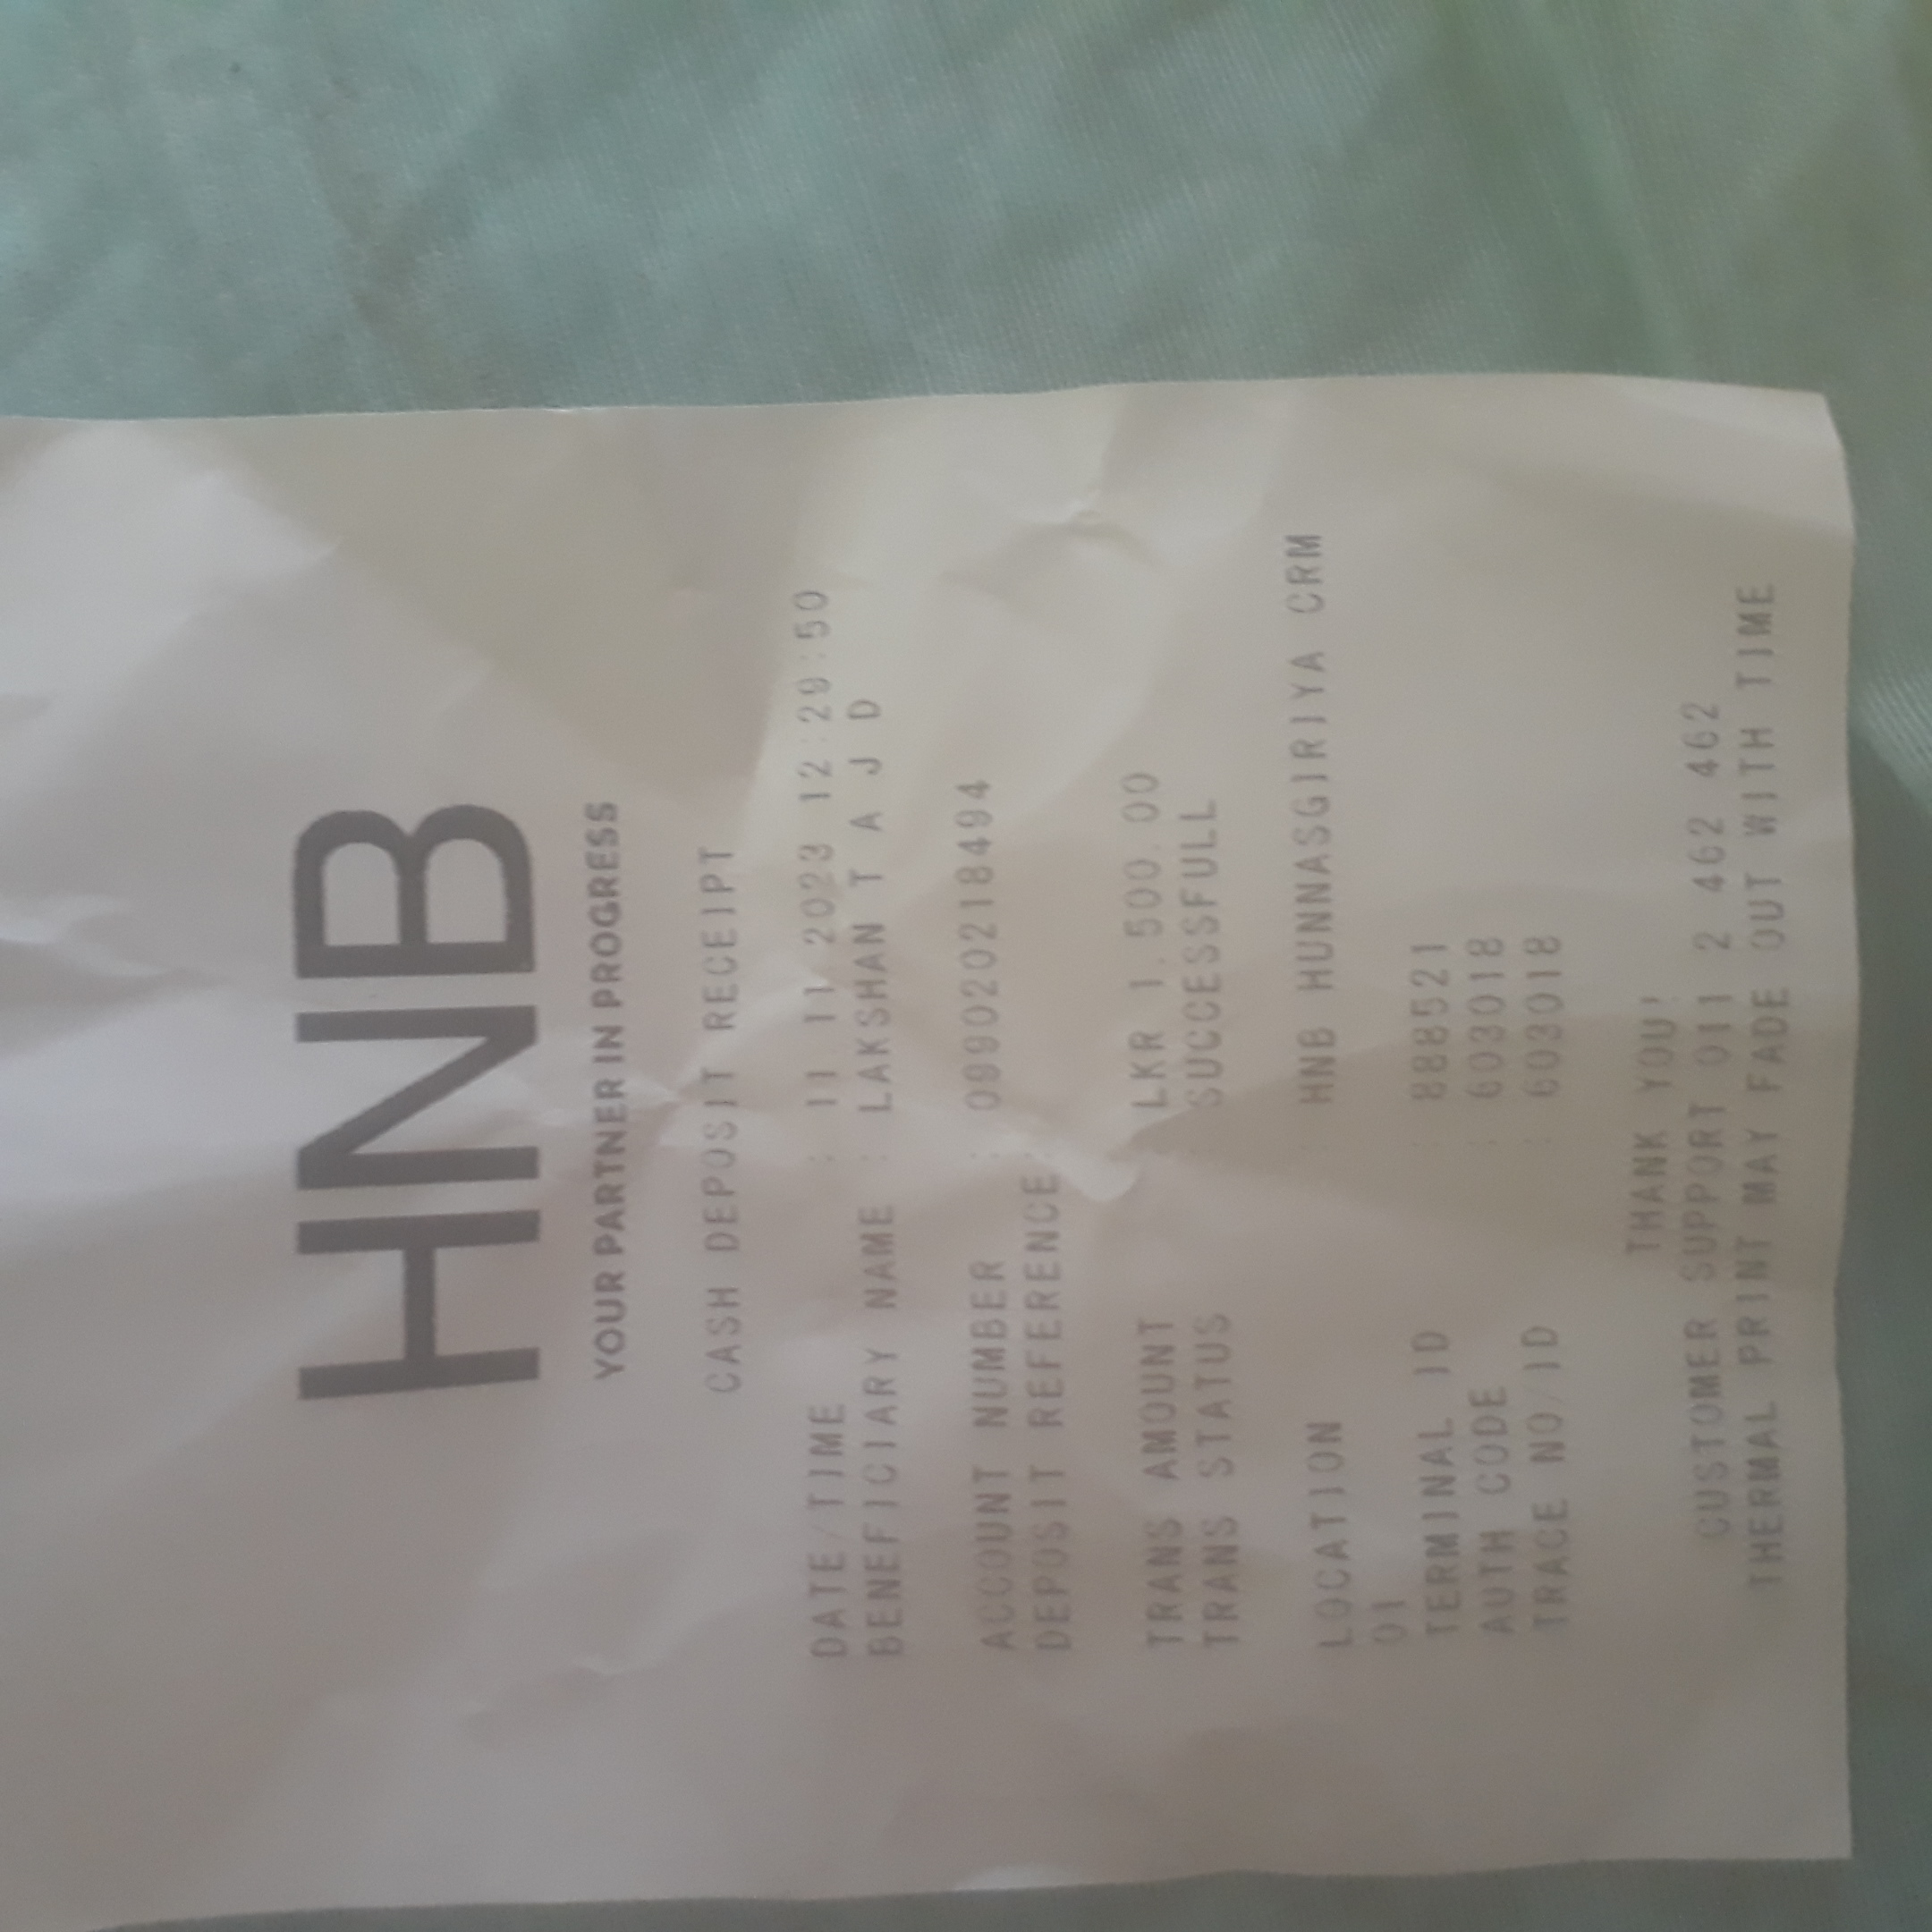 HNB
YOUR PARTNER IN PROGRESS
CASH DEPOSIT RECEIPT
DATE/TIME : 11 11 2023 12:29:50
BENEFICIARY NAME : LAKSHAN T A J D
ACCOUNT NUMBER : 099020218494
DEPOSIT REFERENCE:
TRANS AMOUNT : LKR 1,500.00
TRANS STATUS : SUCCESSFULL
LOCATION : HNB HUNNASGIRIYA CRM
01
TERMINAL ID : 888521
AUTH CODE : 603018
TRACE NO/ID : 603018
THANK YOU!
CUSTOMER SUPPORT 011 2 462 462
THERMAL PRINT MAY FADE OUT WITH TIME